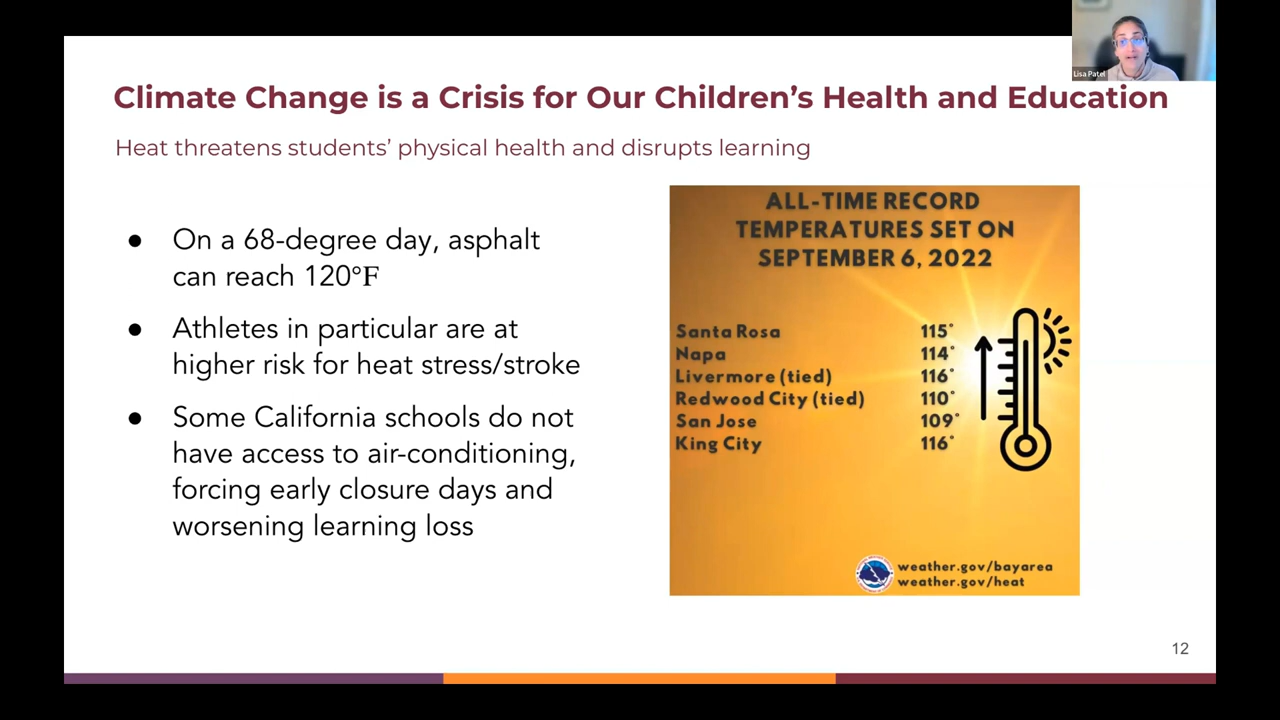 Lisa Patel
Climate Change is a Crisis for Our Children's Health and Education
Heat threatens students' physical health and disrupts learning
● On a 68-degree day, asphalt
can reach 120°F
● Athletes in particular are at
higher risk for heat stress/stroke
● Some California schools do not
have access to air-conditioning,
forcing early closure days and
worsening learning loss
ALL-TIME RECORD
TEMPERATURES SET ON
SEPTEMBER 6, 2022
Santa Rosa 115°
Napa 114°
Livermore (tied) 116°
Redwood City (tied) 110°
San Jose 109°
King City 116°
weather.gov/bayarea
weather.gov/heat
12